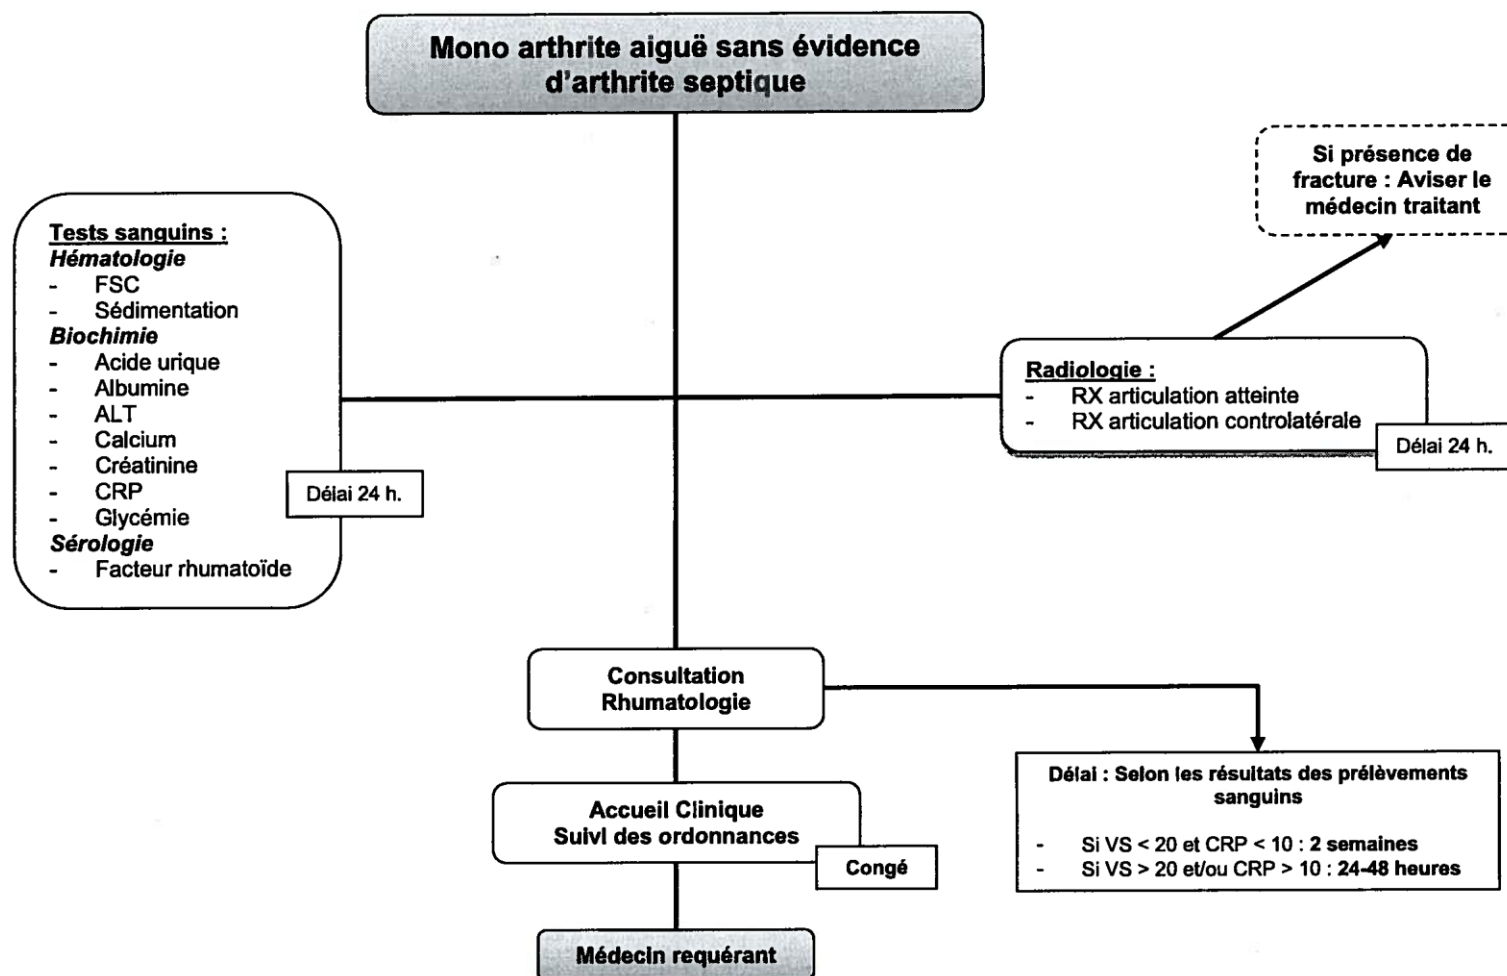 Mono arthrite aiguë sans évidence
d'arthrite septique
Si présence de
fracture : Aviser le
médecin traitant
Tests sanguins :
Hématologie
- FSC
- Sédimentation
Biochimie
- Acide urique
- Albumine
- ALT
- Calcium
- Créatinine
- CRP
- Glycémie
Sérologie
- Facteur rhumatoïde
Délai 24 h.
Radiologie :
- RX articulation atteinte
- RX articulation controlatérale
Délai 24 h.
Consultation
Rhumatologie
Accueil Clinique
Suivi des ordonnances
Congé
Délai : Selon les résultats des prélèvements
sanguins
- Si VS < 20 et CRP < 10 : 2 semaines
- Si VS > 20 et/ou CRP > 10 : 24-48 heures
Médecin requérant